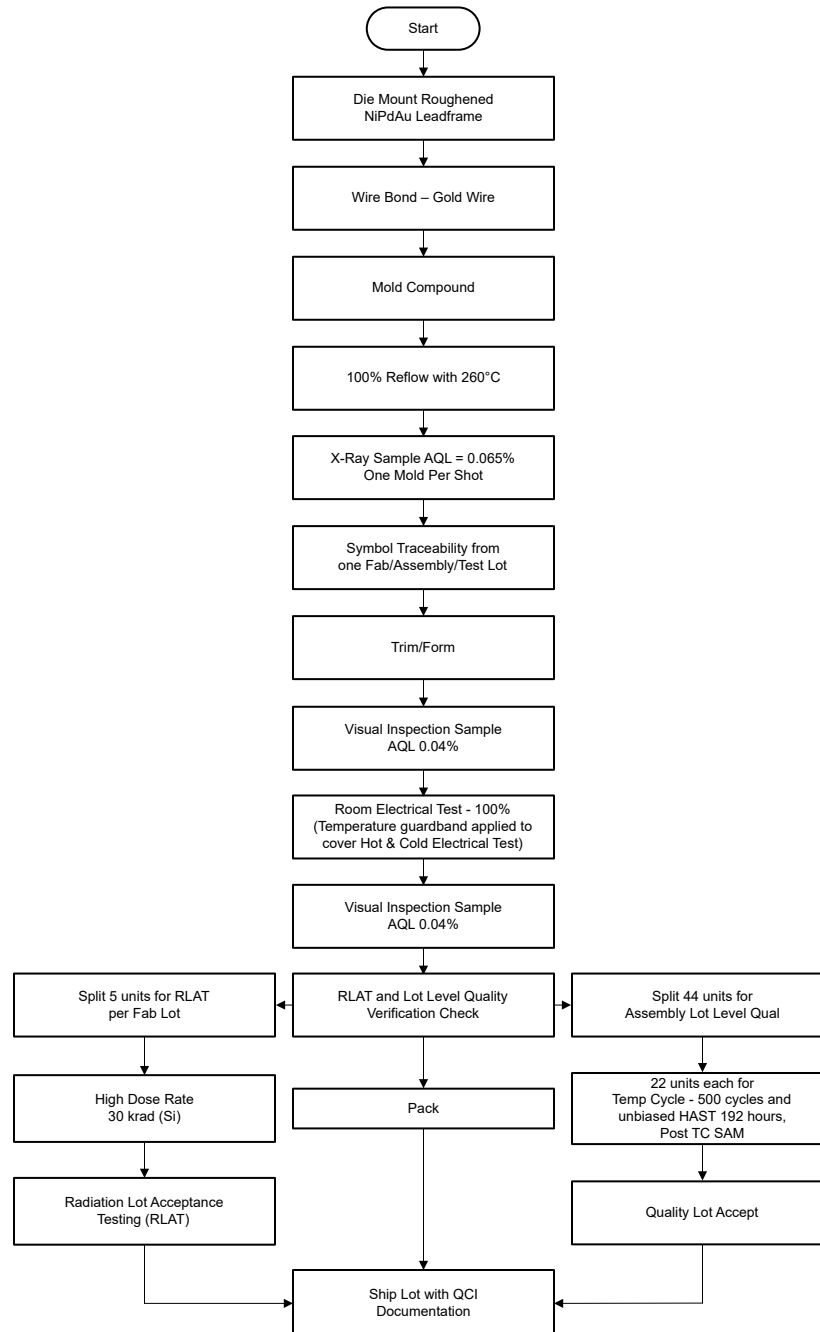 Start
Die Mount Roughened
NiPdAu Leadframe
Wire Bond – Gold Wire
Mold Compound
100% Reflow with 260°C
X-Ray Sample AQL = 0.065%
One Mold Per Shot
Symbol Traceability from
one Fab/Assembly/Test Lot
Trim/Form
Visual Inspection Sample
AQL 0.04%
Room Electrical Test - 100%
(Temperature guardband applied to
cover Hot & Cold Electrical Test)
Visual Inspection Sample
AQL 0.04%
Split 5 units for RLAT
per Fab Lot
RLAT and Lot Level Quality
Verification Check
Split 44 units for
Assembly Lot Level Qual
High Dose Rate
30 krad (Si)
Pack
22 units each for
Temp Cycle - 500 cycles and
unbiased HAST 192 hours,
Post TC SAM
Radiation Lot Acceptance
Testing (RLAT)
Quality Lot Accept
Ship Lot with QCI
Documentation